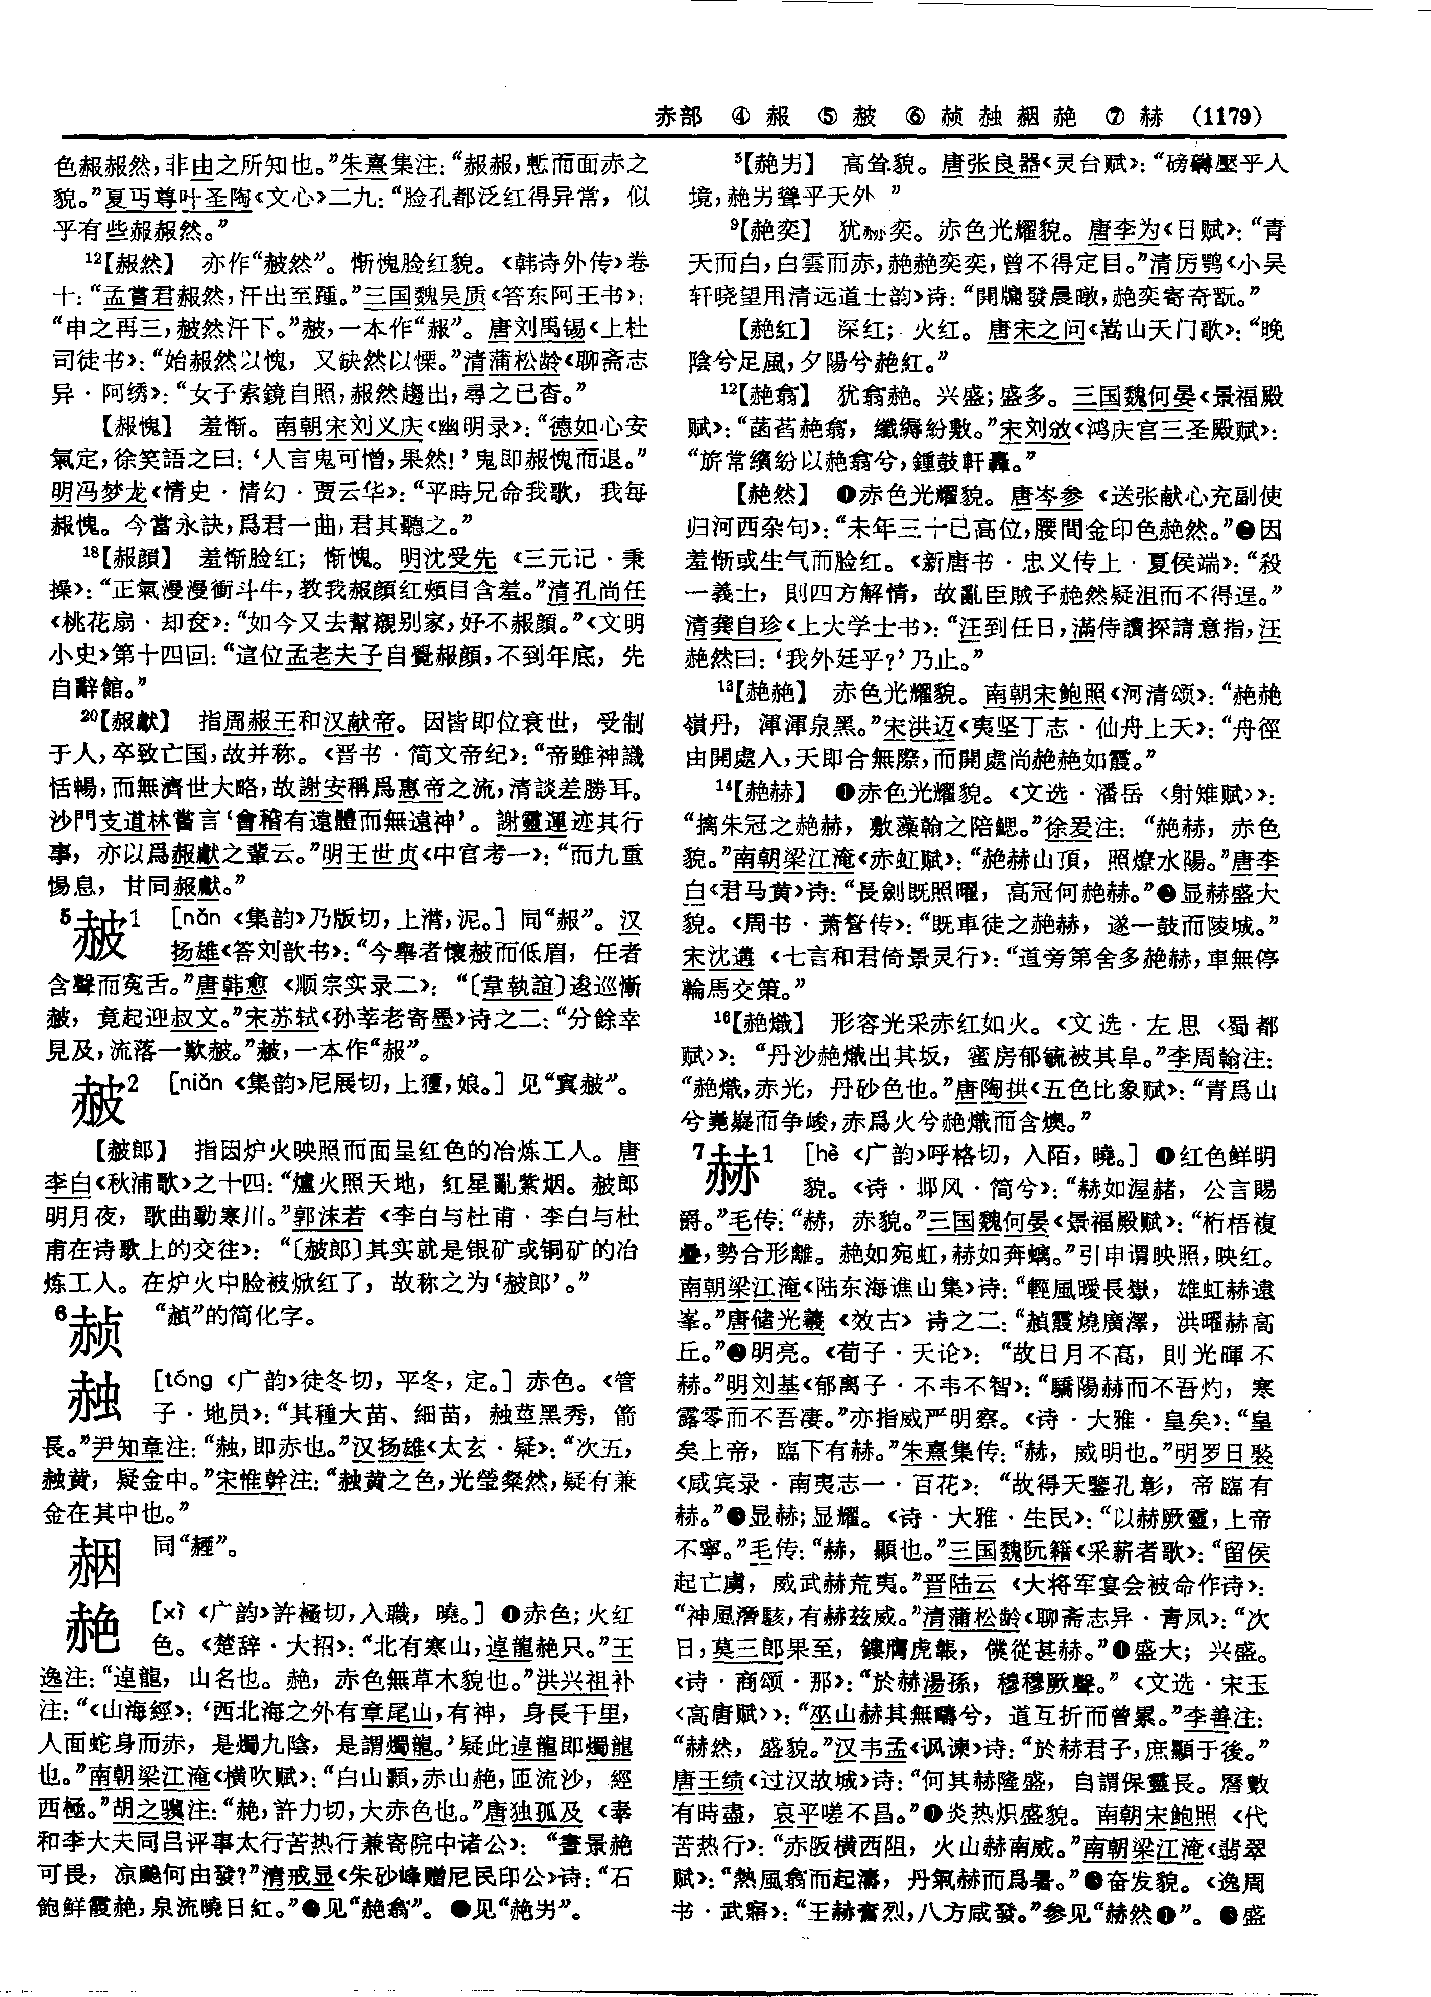 赤部 ④ 赧 ⑤ 赦 ⑥ 赪 赨 𧹬 赩 ⑦ 赫 (1179)
色赧赧然，非由之所知也。”朱熹集注：“赧赧，慙而面赤之
貌。”夏丏尊叶圣陶《文心》二九：“脸孔都泛红得异常，似
乎有些赧赧然。”
12【赧然】 亦作“㞋然”。惭愧脸红貌。《韩诗外传》卷
十：“孟嘗君赧然，汗出至踵。”三国魏吴质《答东阿王书》：
“申之再三，赧然汗下。”赧，一本作“赧”。唐刘禹锡《上杜
司徒书》：“始赧然以愧，又缺然以慄。”清蒲松龄《聊斋志
异·阿绣》：“女子索鏡自照，赧然趨出，尋之已杳。”
【赧愧】 羞惭。南朝宋刘义庆《幽明录》：“德如心安
氣定，徐笑語之曰：‘人言鬼可憎，果然！’鬼即赧愧而退。”
明冯梦龙《情史·情幻·贾云华》：“平時兄命我歌，我每
赧愧。今當永訣，爲君一曲，君其聽之。”
18【赧顔】 羞惭脸红；惭愧。明沈受先《三元记·秉
操》：“正氣漫漫衝斗牛，教我赧顔红頰目含羞。”清孔尚任
《桃花扇·却奁》：“如今又去幫襯别家，好不赧顔。”《文明
小史》第十四回：“這位孟老夫子自覺赧顔，不到年底，先
自辭館。”
20【赧獻】 指周赧王和汉献帝。因皆即位衰世，受制
于人，卒致亡国，故并称。《晋书·简文帝纪》：“帝雖神識
恬暢，而無濟世大略，故謝安稱爲惠帝之流，清談差勝耳。
沙門支道林嘗言‘會稽有遠體而無遠神’。謝靈運迹其行
事，亦以爲赧獻之輩云。”明王世贞《中官考一》：“而九重
惕息，甘同赧獻。”
5 𧹞1 [nǎn 《集韵》乃版切，上潸，泥。] 同“赧”。汉
扬雄《答刘歆书》：“今舉者懷𧹞而低眉，任者
含聲而冤舌。”唐韩愈《顺宗实录二》：“〔韋執誼〕逡巡慚
𧹞，竟起迎叔文。”宋苏轼《孙莘老寄墨》诗之二：“分餘幸
見及，流落一歎𧹞。”𧹞，一本作“赧”。
𧹞2 [niǎn 《集韵》尼展切，上獮，娘。] 见“㝠𧹞”。
【𧹞郎】 指因炉火映照而面呈红色的冶炼工人。唐
李白《秋浦歌》之十四：“爐火照天地，紅星亂紫烟。𧹞郎
明月夜，歌曲動寒川。”郭沫若《李白与杜甫·李白与杜
甫在诗歌上的交往》：“〔𧹞郎〕其实就是银矿或铜矿的冶
炼工人。在炉火中脸被焮红了，故称之为‘𧹞郎’。”
6 赪 “赬”的简化字。
赨 [tóng 《广韵》徒冬切，平冬，定。] 赤色。《管
子·地员》：“其種大苗、細苗，赨莖黑秀，箭
長。”尹知章注：“赨，即赤也。”汉扬雄《太玄·疑》：“次五，
赨黄，疑金中。”宋惟幹注：“赨黄之色，光瑩粲然，疑有兼
金在其中也。”
𧹬 同“䞓”。
赩 [xì 《广韵》許極切，入職，曉。] ❶赤色；火红
色。《楚辞·大招》：“北有寒山，逴龍赩只。”王
逸注：“逴龍，山名也。赩，赤色無草木貌也。”洪兴祖补
注：“《山海經》：‘西北海之外有章尾山，有神，身長千里，
人面蛇身而赤，是燭九陰，是謂燭龍。’疑此逴龍即燭龍
也。”南朝梁江淹《横吹赋》：“白山顥，赤山赩，匝流沙，經
西極。”胡之驥注：“赩，許力切，大赤色也。”唐独孤及《奉
和李大夫同吕评事太行苦热行兼寄院中诸公》：“晝景赩
可畏，凉飈何由發？”清戒显《朱砂峰赠尼民印公》诗：“石
飽鮮霞赩，泉流曉日紅。”❷见“赩翕”。❸见“赩屴”。
5【赩屴】 高耸貌。唐张良器《灵台赋》：“磅礴壓乎人
境，赩屴聳乎天外”
9【赩奕】 犹赫奕。赤色光耀貌。唐李为《日赋》：“青
天而白，白雲而赤，赩赩奕奕，曾不得定目。”清厉鹗《小吴
轩晓望用清远道士韵》诗：“開牖發晨暾，赩奕寄奇翫。”
【赩红】 深红；火红。唐宋之问《嵩山天门歌》：“晚
陰兮足風，夕陽兮赩紅。”
12【赩翕】 犹翕赩。兴盛；盛多。三国魏何晏《景福殿
赋》：“菡萏赩翕，纖縟紛敷。”宋刘攽《鸿庆宫三圣殿赋》：
“旂常繽紛以赩翕兮，鍾鼓軒轟。”
【赩然】 ❶赤色光耀貌。唐岑参《送张献心充副使
归河西杂句》：“未年三十已高位，腰間金印色赩然。”❷因
羞惭或生气而脸红。《新唐书·忠义传上·夏侯端》：“殺
一義士，則四方解情，故亂臣賊子赩然疑沮而不得逞。”
清龚自珍《上大学士书》：“汪到任日，滿侍讀探請意指，汪
赩然曰：‘我外廷乎？’乃止。”
13【赩赩】 赤色光耀貌。南朝宋鲍照《河清颂》：“赩赩
嶺丹，渾渾泉黑。”宋洪迈《夷坚丁志·仙舟上天》：“舟徑
由開處入，天即合無際，而開處尚赩赩如霞。”
14【赩赫】 ❶赤色光耀貌。《文选·潘岳〈射雉赋〉》：
“摛朱冠之赩赫，敷藻翰之陪鰓。”徐爰注：“赩赫，赤色
貌。”南朝梁江淹《赤虹赋》：“赩赫山頂，照燎水陽。”唐李
白《君马黄》诗：“長劍既照曜，高冠何赩赫。”❷显赫盛大
貌。《周书·萧詧传》：“既車徒之赩赫，遂一鼓而陵城。”
宋沈遘《七言和君倚景灵行》：“道旁第舍多赩赫，車無停
輪馬交策。”
16【赩熾】 形容光采赤红如火。《文选·左思〈蜀都
赋〉》：“丹沙赩熾出其坂，蜜房郁毓被其阜。”李周翰注：
“赩熾，赤光，丹砂色也。”唐陶拱《五色比象赋》：“青爲山
兮嶷嶷而争峻，赤爲火兮赩熾而含燠。”
7 赫1 [hè 《广韵》呼格切，入陌，曉。] ❶红色鲜明
貌。《诗·邶风·简兮》：“赫如渥赭，公言賜
爵。”毛传：“赫，赤貌。”三国魏何晏《景福殿赋》：“桁梧複
疊，勢合形離。赩如宛虹，赫如奔螭。”引申谓映照，映红。
南朝梁江淹《陆东海谯山集》诗：“輕風曖長嶽，雄虹赫遠
峯。”唐储光羲《效古》诗之二：“赬霞燒廣澤，洪曜赫高
丘。”❷明亮。《荀子·天论》：“故日月不高，則光暉不
赫。”明刘基《郁离子·不韦不智》：“驕陽赫而不吾灼，寒
露零而不吾凄。”亦指威严明察。《诗·大雅·皇矣》：“皇
矣上帝，臨下有赫。”朱熹集传：“赫，威明也。”明罗日褧
《咸宾录·南夷志一·百花》：“故得天鑒孔彰，帝臨有
赫。”❸显赫；显耀。《诗·大雅·生民》：“以赫厥靈，上帝
不寧。”毛传：“赫，顯也。”三国魏阮籍《采薪者歌》：“留侯
起亡虜，威武赫荒夷。”晋陆云《大将军宴会被命作诗》：
“神風潛駭，有赫兹威。”清蒲松龄《聊斋志异·青凤》：“次
日，莫三郎果至，鏤膺虎韔，僕從甚赫。”❹盛大；兴盛。
《诗·商颂·那》：“於赫湯孫，穆穆厥聲。”《文选·宋玉
〈高唐赋〉》：“巫山赫其無疇兮，道互折而曾累。”李善注：
“赫然，盛貌。”汉韦孟《讽谏》诗：“於赫君子，庶顯于後。”
唐王绩《过汉故城》诗：“何其赫隆盛，自謂保靈長。曆數
有時盡，哀平嗟不昌。”❺炎热炽盛貌。南朝宋鲍照《代
苦热行》：“赤阪横西阻，火山赫南威。”南朝梁江淹《翡翠
赋》：“熱風翕而起濤，丹氣赫而爲暑。”❻奋发貌。《逸周
书·武寤》：“王赫奮烈，八方咸發。”参见“赫然❶”。❼盛